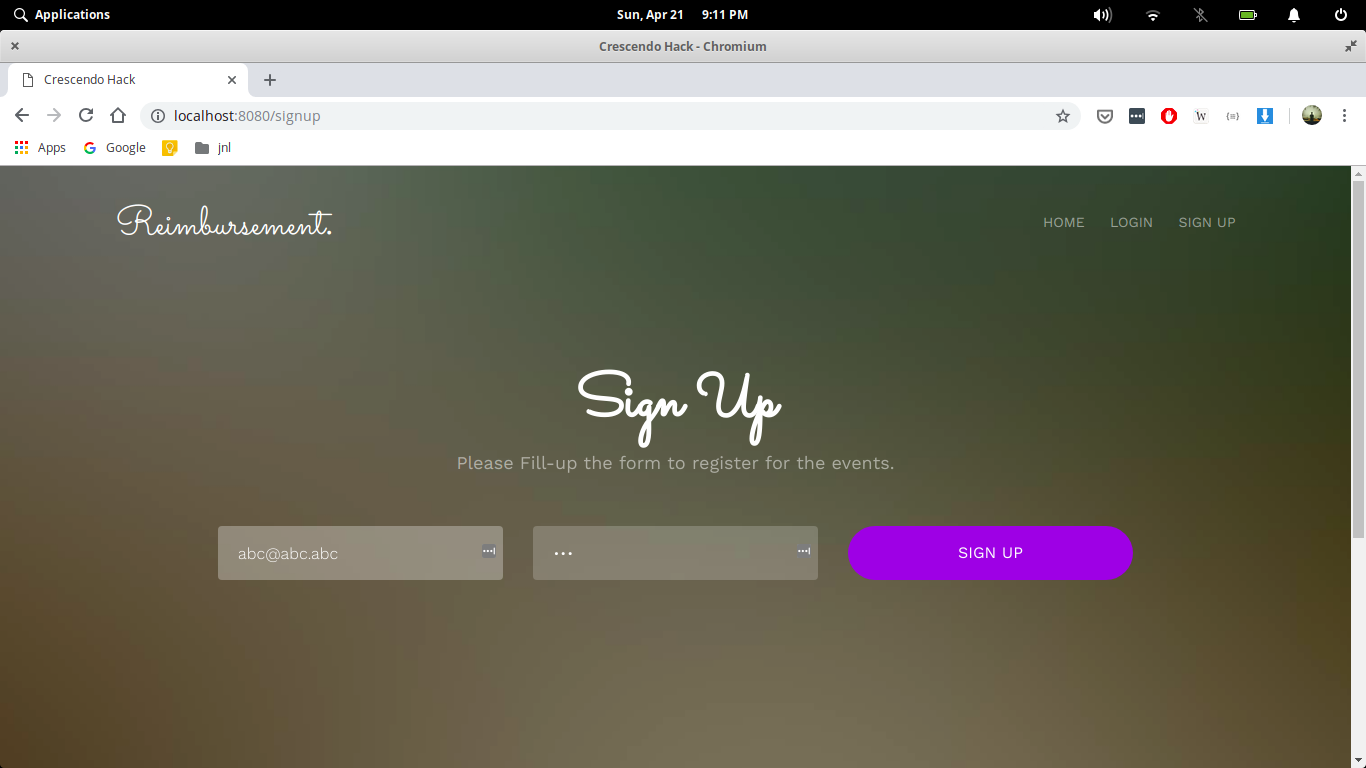 Applications
Sun, Apr 21 9:11 PM
Crescendo Hack - Chromium
Crescendo Hack
localhost:8080/signup
W
Apps Google jnl
Reimbursement.
HOME LOGIN SIGN UP
Sign Up
Please Fill-up the form to register for the events.
abc@abc.abc
SIGN UP